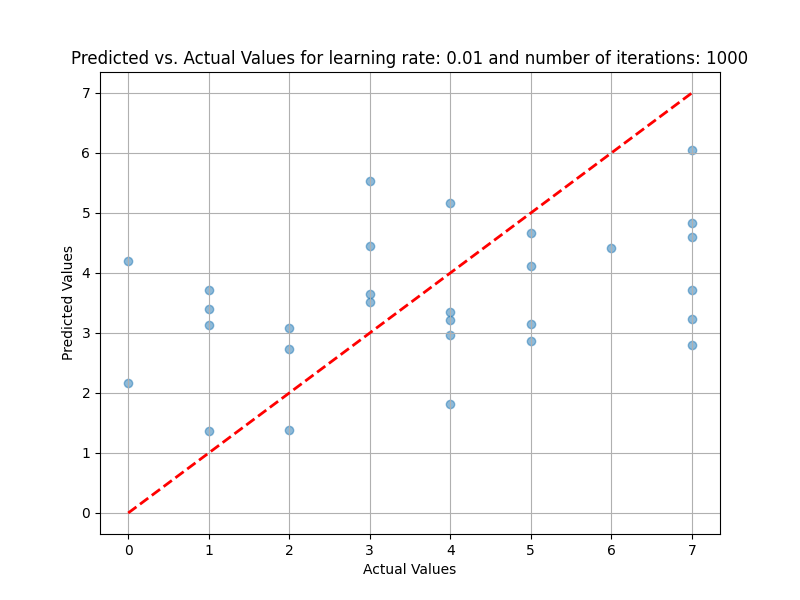 Predicted vs. Actual Values for learning rate: 0.01 and number of iterations: 1000
7
6
5
4
3
2
1
0
Predicted Values
0 1 2 3 4 5 6 7
Actual Values